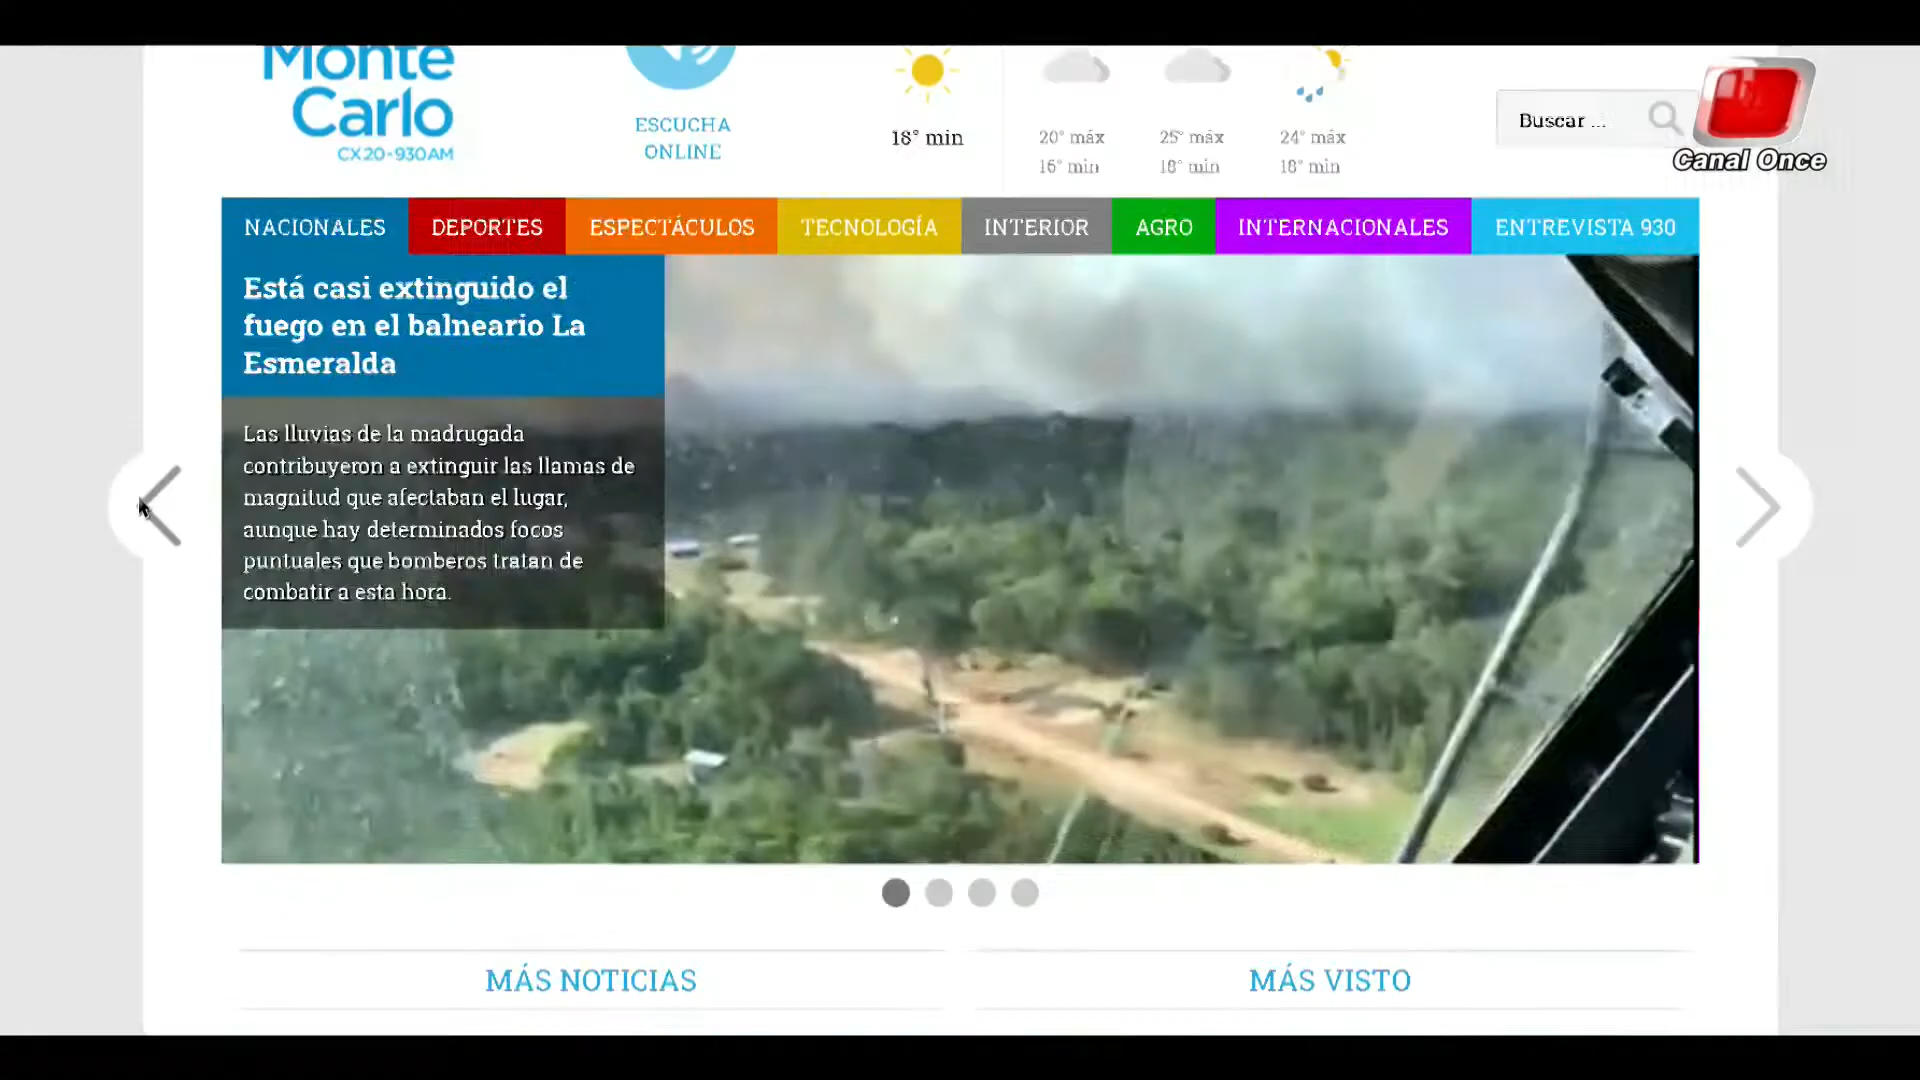 Monte
Carlo
CX20-930AM
ESCUCHA
ONLINE
18° min
20° máx
16° min
25° máx
18° min
24° máx
18° min
Buscar ...
Canal Once
NACIONALES DEPORTES ESPECTÁCULOS TECNOLOGÍA INTERIOR AGRO INTERNACIONALES ENTREVISTA 930
Está casi extinguido el
fuego en el balneario La
Esmeralda
Las lluvias de la madrugada
contribuyeron a extinguir las llamas de
magnitud que afectaban el lugar,
aunque hay determinados focos
puntuales que bomberos tratan de
combatir a esta hora.
MÁS NOTICIAS
MÁS VISTO